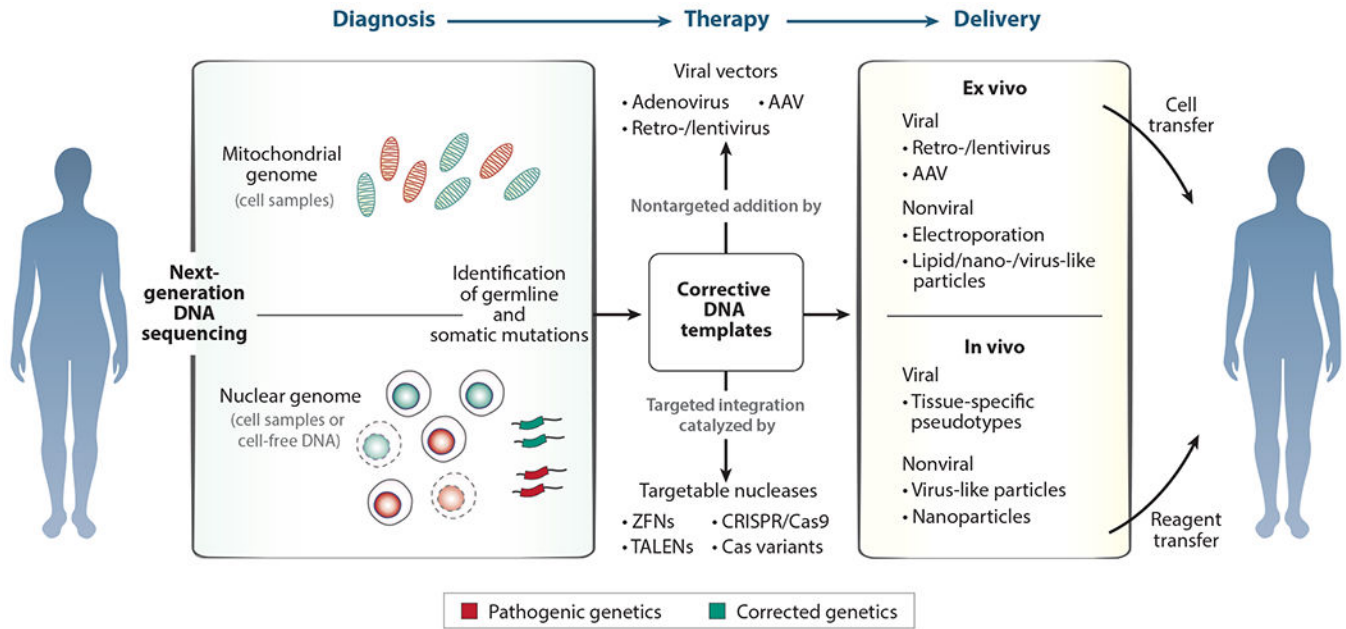 Diagnosis
Therapy
Delivery
Mitochondrial
genome
(cell samples)
Next-
generation
DNA
sequencing
Identification
of germline
and
somatic mutations
Nuclear genome
(cell samples or
cell-free DNA)
Viral vectors
• Adenovirus • AAV
• Retro-/lentivirus
Nontargeted addition by
Corrective
DNA
templates
Targeted integration
catalyzed by
Targetable nucleases
• ZFNs • CRISPR/Cas9
• TALENs • Cas variants
Ex vivo
Viral
• Retro-/lentivirus
• AAV
Nonviral
• Electroporation
• Lipid/nano-/virus-like
particles
In vivo
Viral
• Tissue-specific
pseudotypes
Nonviral
• Virus-like particles
• Nanoparticles
Cell
transfer
Reagent
transfer
Pathogenic genetics
Corrected genetics